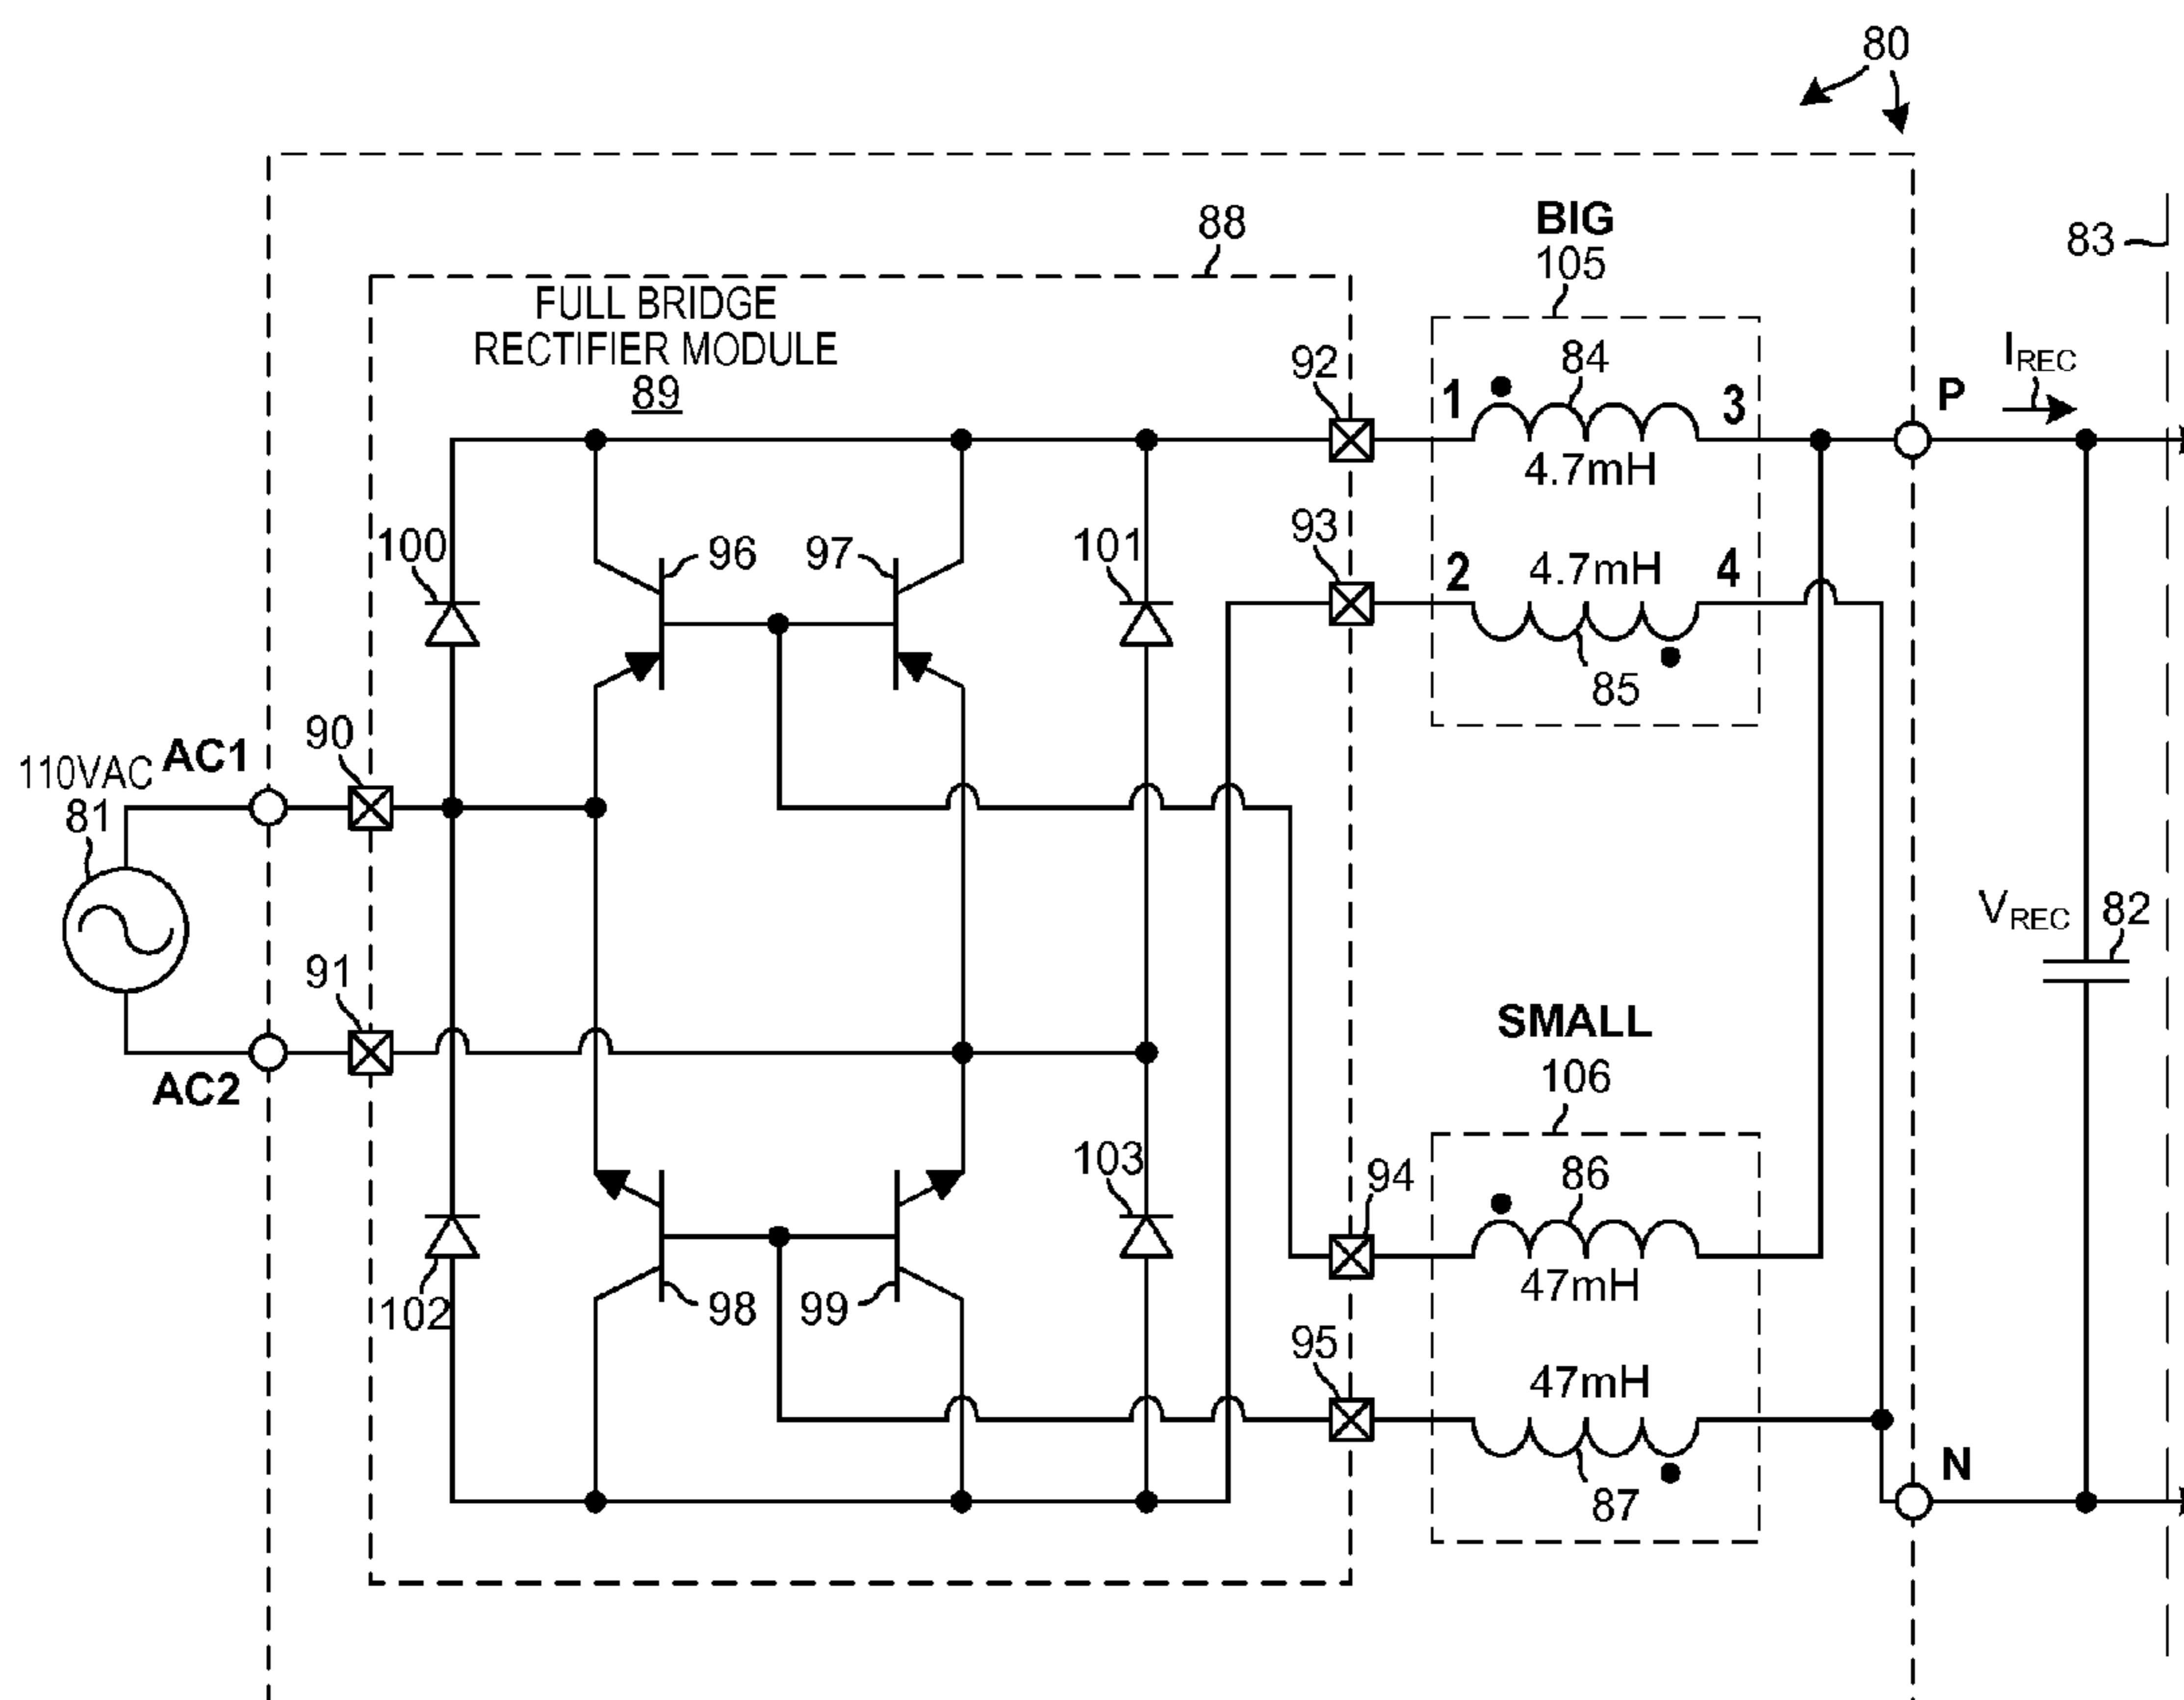 80
88
BIG
105
83
FULL BRIDGE
RECTIFIER MODULE
89
92
84
1
3
P
I_REC
4.7mH
93
100
96
97
101
2
4.7mH
4
85
90
AC1
110VAC
81
V_REC
82
91
SMALL
106
AC2
103
94
86
102
98
99
47mH
95
47mH
N
87